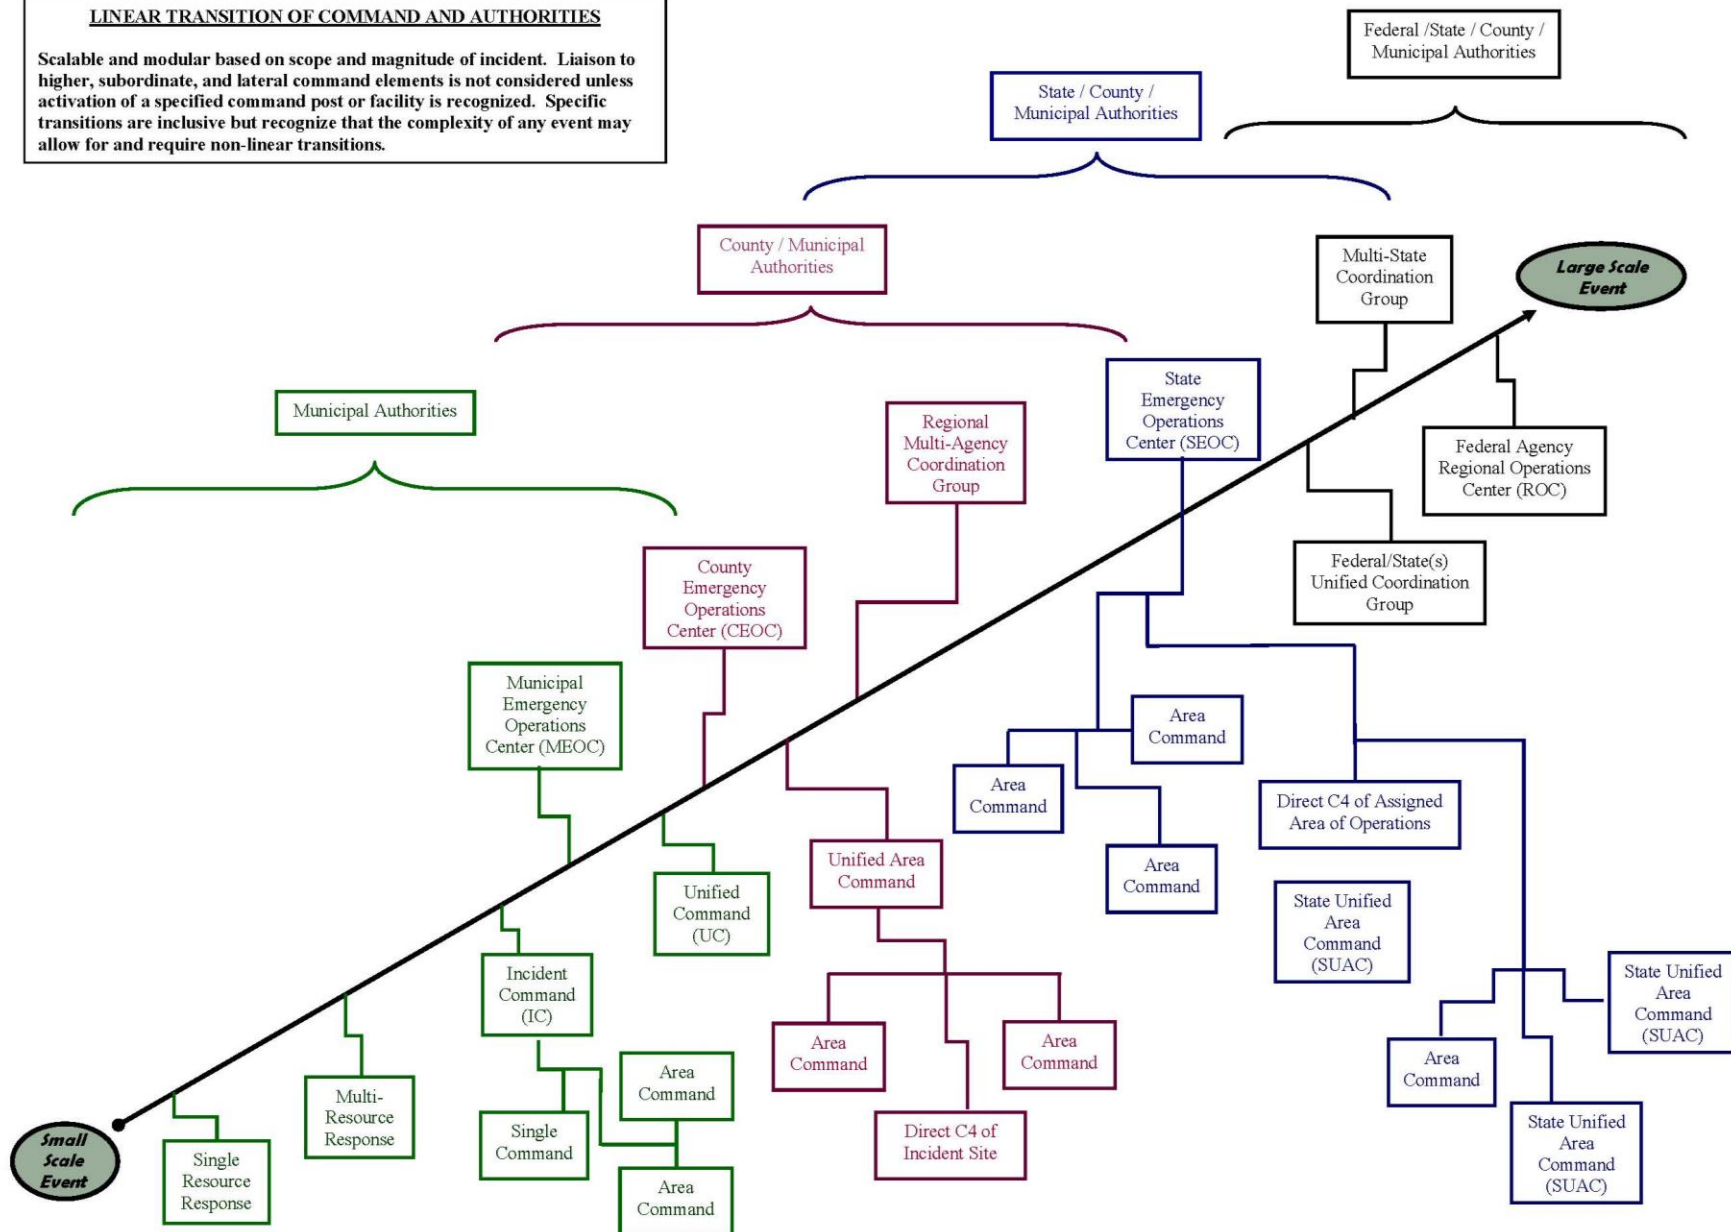 LINEAR TRANSITION OF COMMAND AND AUTHORITIES
Scalable and modular based on scope and magnitude of incident. Liaison to
higher, subordinate, and lateral command elements is not considered unless
activation of a specified command post or facility is recognized. Specific
transitions are inclusive but recognize that the complexity of any event may
allow for and require non-linear transitions.
Federal /State / County /
Municipal Authorities
State / County /
Municipal Authorities
County / Municipal
Authorities
Municipal Authorities
Multi-State
Coordination
Group
Large Scale
Event
State
Emergency
Operations
Center (SEOC)
Regional
Multi-Agency
Coordination
Group
Federal Agency
Regional Operations
Center (ROC)
Federal/State(s)
Unified Coordination
Group
County
Emergency
Operations
Center (CEOC)
Municipal
Emergency
Operations
Center (MEOC)
Area
Command
Area
Command
Area
Command
Direct C4 of Assigned
Area of Operations
Unified Area
Command
Unified
Command
(UC)
State Unified
Area
Command
(SUAC)
Incident
Command
(IC)
State Unified
Area
Command
(SUAC)
Area
Command
Area
Command
Area
Command
Area
Command
Multi-
Resource
Response
Single
Command
Direct C4 of
Incident Site
State Unified
Area
Command
(SUAC)
Small
Scale
Event
Single
Resource
Response
Area
Command